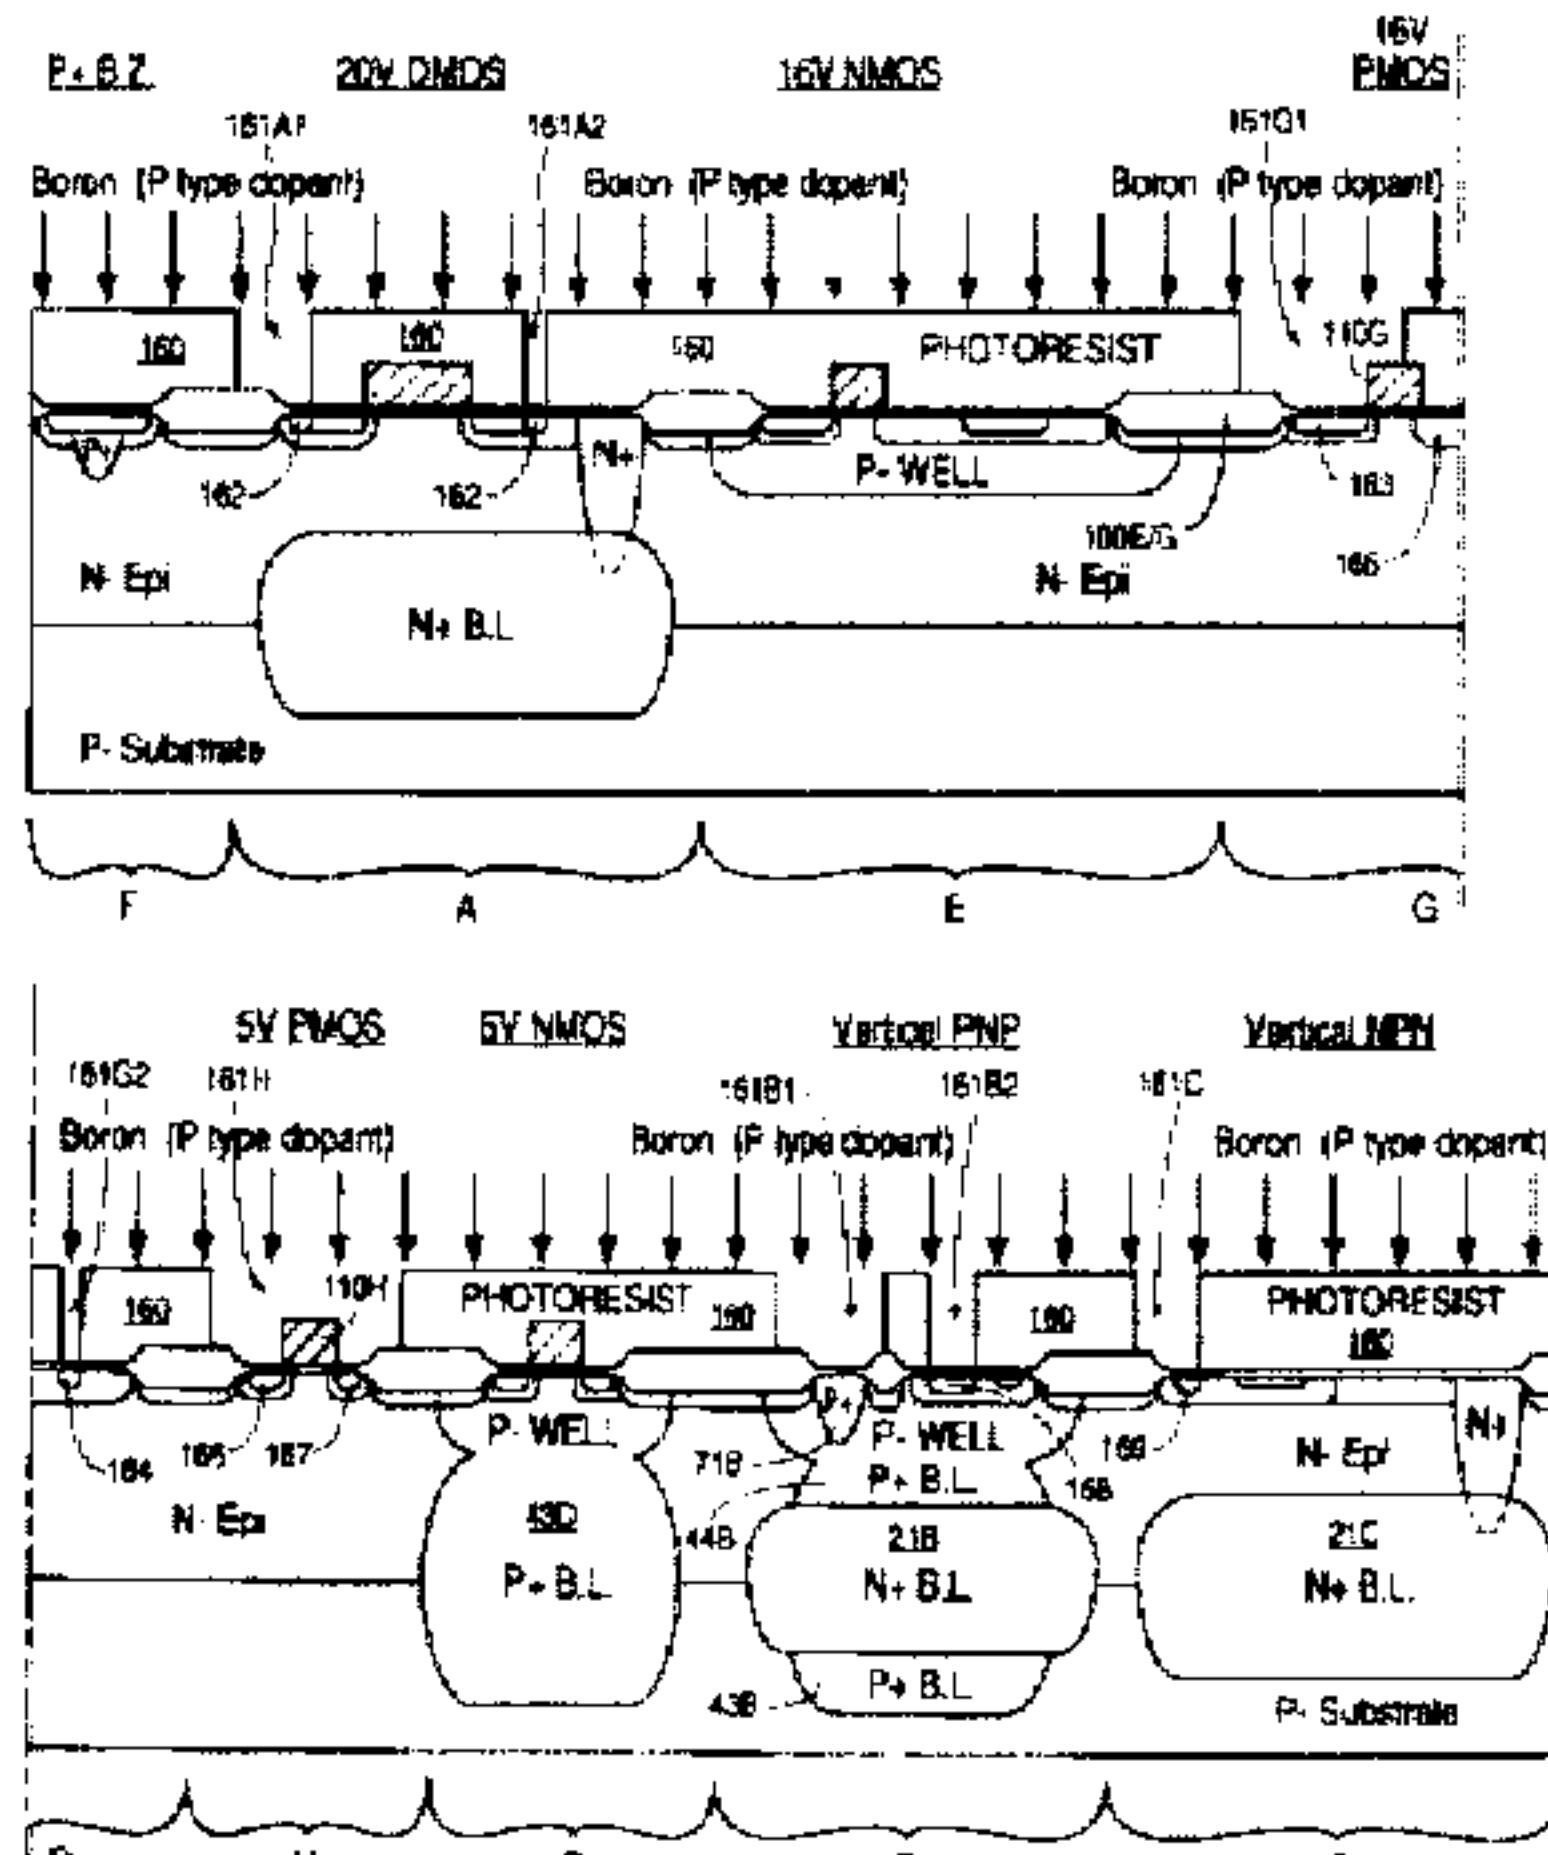 16V
20V DMOS
16V NMOS
PMOS
161A1
161A2
161G1
Boron (P type dopant)
Boron (P type dopant)
Boron (P type dopant)
160
160
160
PHOTORESIST
110G
P+
N+
P- WELL
162
162
163
100E/G
165
N- Epi
N- Epi
N+ B.L
P- Substrate
F
A
E
G
5V PMOS
5V NMOS
Vertical PNP
Vertical NPN
161G2
161H
161B1
161B2
161C
Boron (P type dopant)
Boron (P type dopant)
Boron (P type dopant)
160
110H
PHOTORESIST
160
160
PHOTORESIST
160
P- WELL
P+
P- WELL
N+
164
167
71B
169
168
N- Epi
P+ B.L
N- Epi
43D
44B
21B
21C
P+ B.L
N+ B.L
N+ B.L.
43B
P+ B.L
P- Substrate